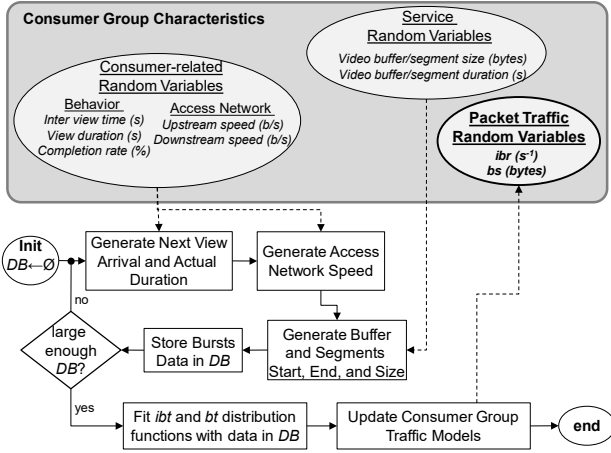 Consumer Group Characteristics
Service
Random Variables
Video buffer/segment size (bytes)
Video buffer/segment duration (s)
Consumer-related
Random Variables
Behavior
Inter view time (s)
View duration (s)
Completion rate (%)
Access Network
Upstream speed (b/s)
Downstream speed (b/s)
Packet Traffic
Random Variables
ibr (s⁻¹)
bs (bytes)
Init
DB←Ø
Generate Next View
Arrival and Actual
Duration
Generate Access
Network Speed
no
large
enough
DB?
Store Bursts
Data in DB
Generate Buffer
and Segments
Start, End, and Size
yes
Fit ibt and bt distribution
functions with data in DB
Update Consumer Group
Traffic Models
end